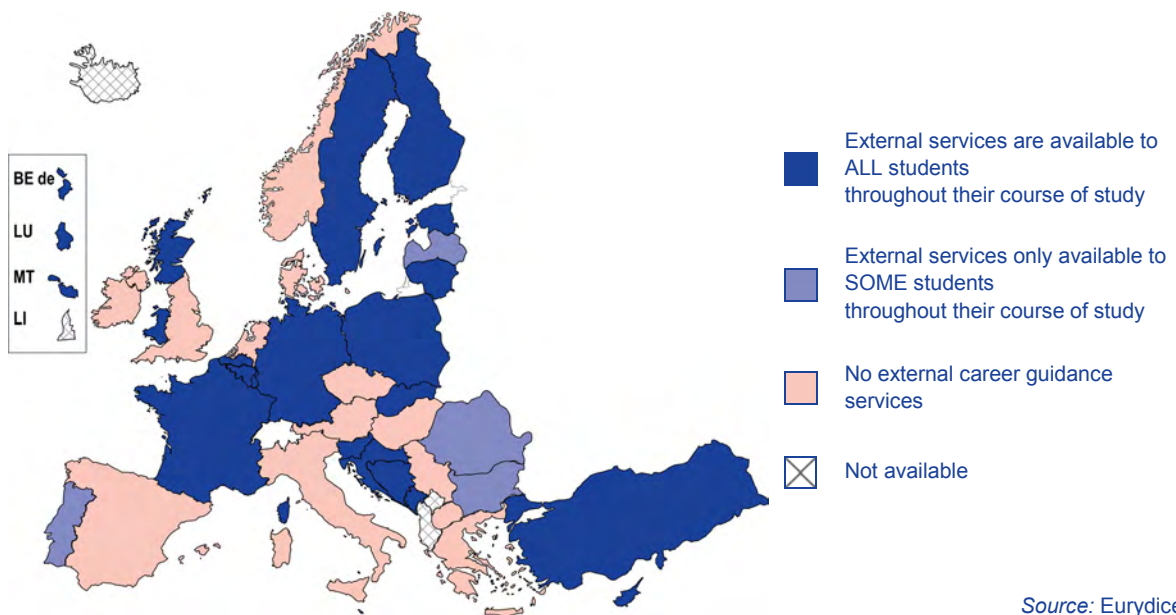 BE de
LU
MT
LI
External services are available to
ALL students
throughout their course of study
External services only available to
SOME students
throughout their course of study
No external career guidance
services
Not available
Source: Eurydice